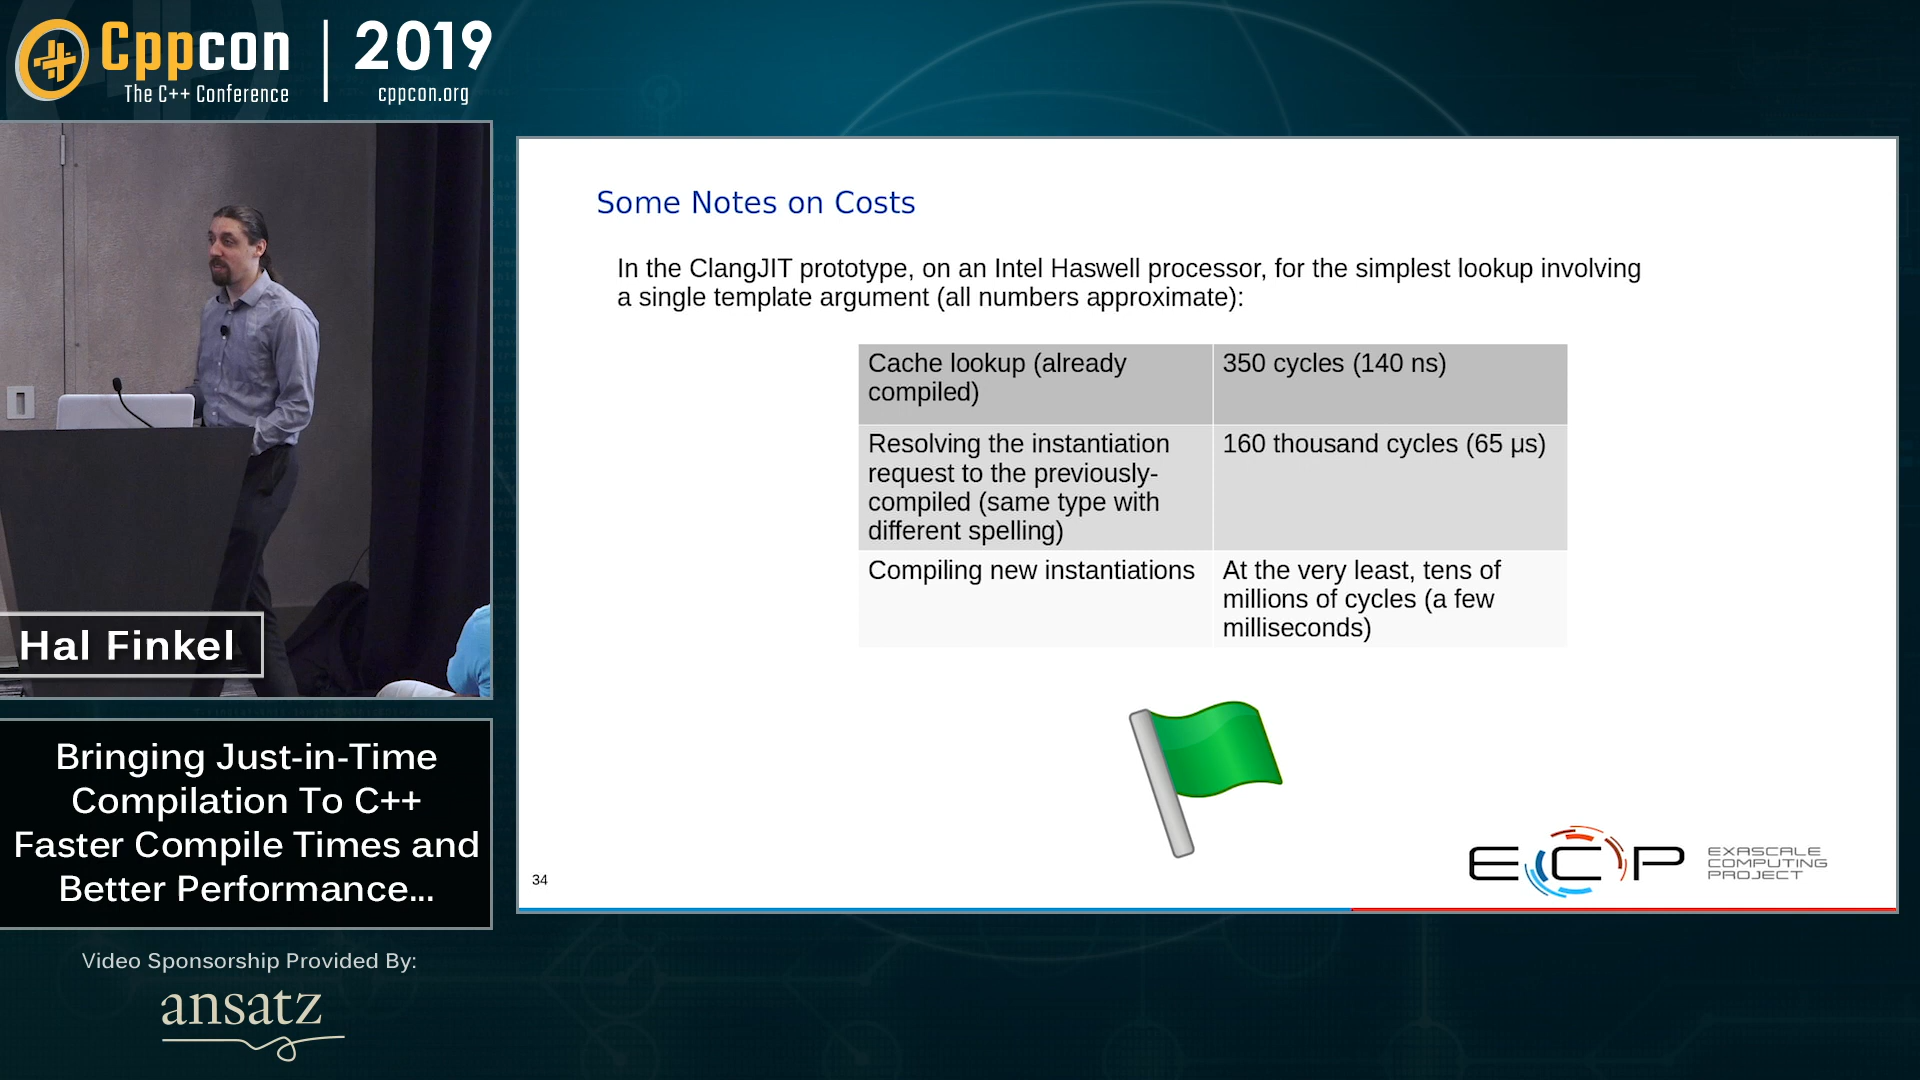 Cppcon
The C++ Conference
2019
cppcon.org
Hal Finkel
Bringing Just-in-Time
Compilation To C++
Faster Compile Times and
Better Performance...
Video Sponsorship Provided By:
ansatz
Some Notes on Costs
In the ClangJIT prototype, on an Intel Haswell processor, for the simplest lookup involving
a single template argument (all numbers approximate):
Cache lookup (already
compiled)
350 cycles (140 ns)
Resolving the instantiation
request to the previously-
compiled (same type with
different spelling)
160 thousand cycles (65 μs)
Compiling new instantiations
At the very least, tens of
millions of cycles (a few
milliseconds)
34
ECP
EXASCALE
COMPUTING
PROJECT